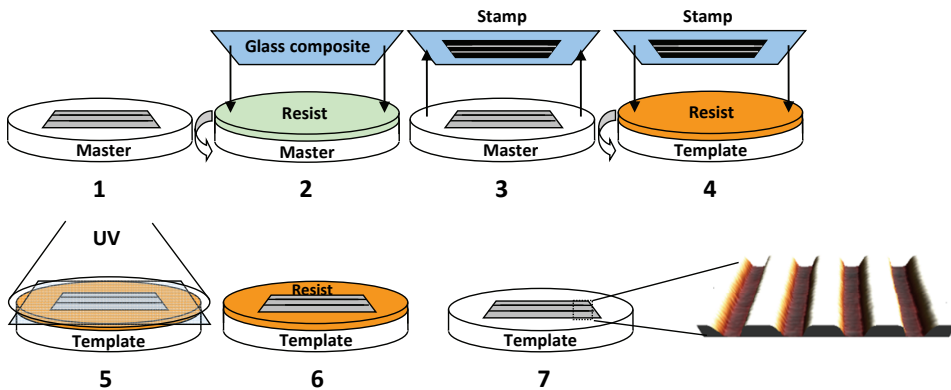 Stamp
Stamp
Glass composite
Resist
Resist
Master
Master
Master
Template
1
2
3
4
UV
Resist
Template
Template
Template
5
6
7